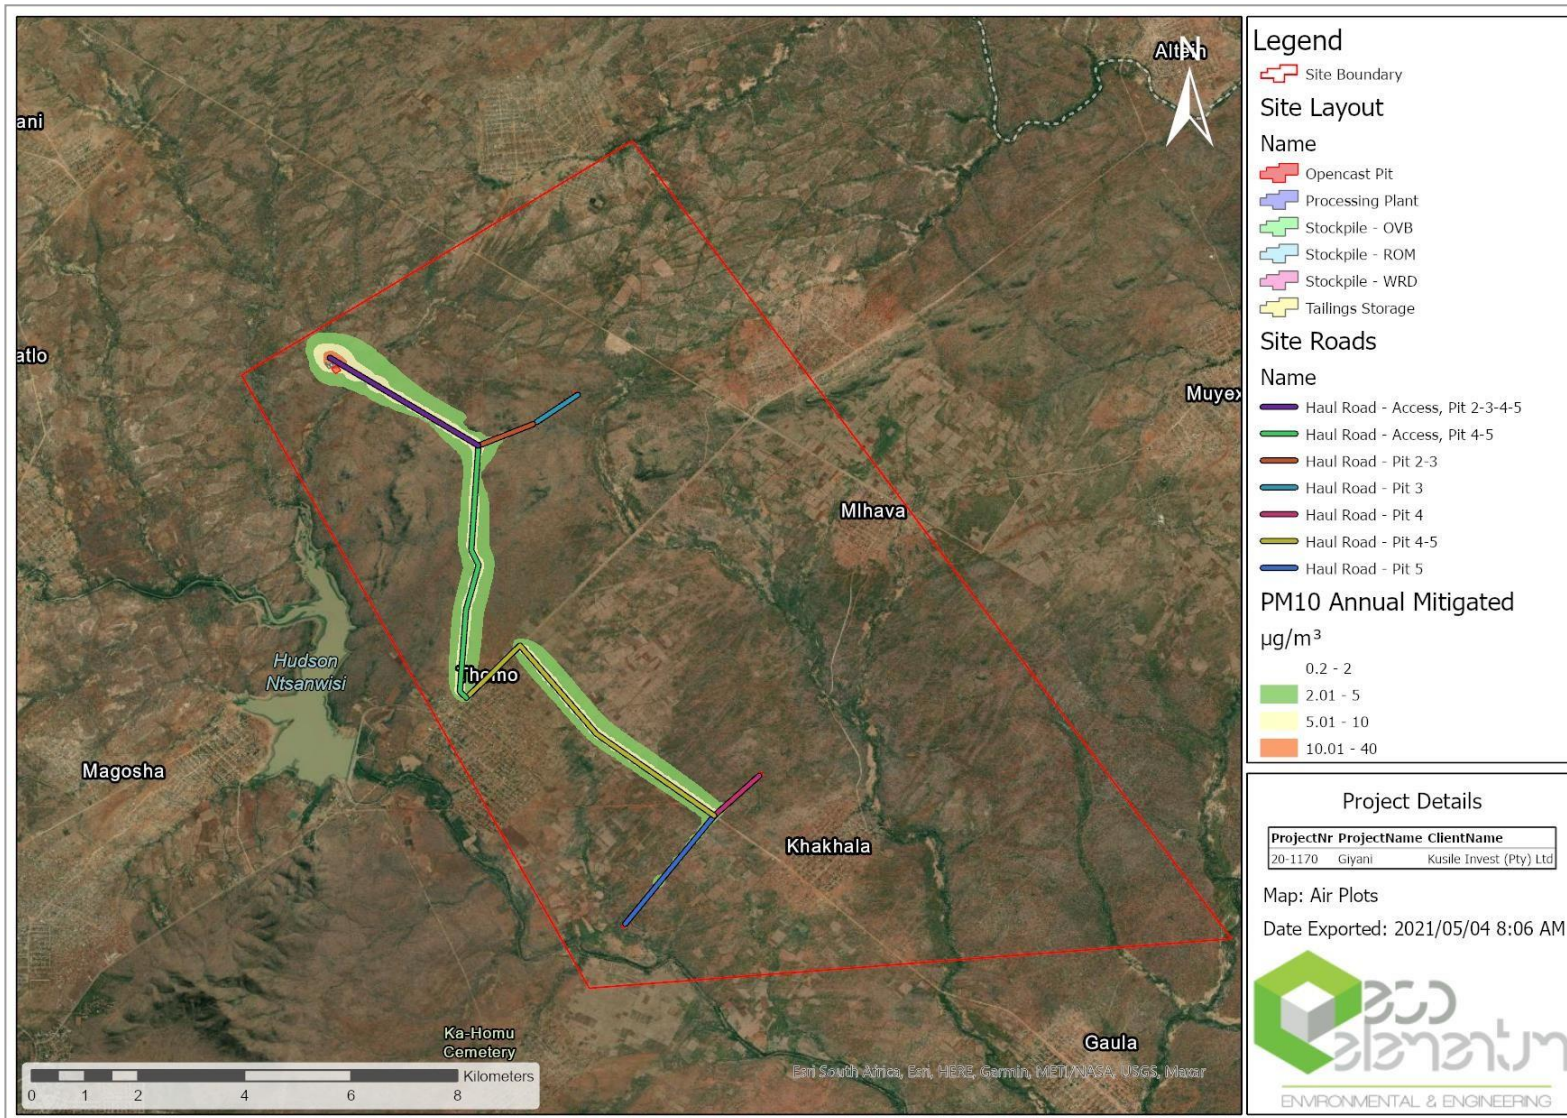 Altein
N
ani
atlo
Muyex
Mlhava
Hudson
Ntsanwisi
Thomo
Magosha
Khakhala
Ka-Homu
Cemetery
Gaula
Esri South Africa, Esri, HERE, Garmin, METI/NASA, USGS, Maxar
Kilometers
0 1 2 4 6 8
Legend
Site Boundary
Site Layout
Name
Opencast Pit
Processing Plant
Stockpile - OVB
Stockpile - ROM
Stockpile - WRD
Tailings Storage
Site Roads
Name
Haul Road - Access, Pit 2-3-4-5
Haul Road - Access, Pit 4-5
Haul Road - Pit 2-3
Haul Road - Pit 3
Haul Road - Pit 4
Haul Road - Pit 4-5
Haul Road - Pit 5
PM10 Annual Mitigated
µg/m³
0.2 - 2
2.01 - 5
5.01 - 10
10.01 - 40
Project Details
ProjectNr ProjectName ClientName
20-1170 Giyani Kusile Invest (Pty) Ltd
Map: Air Plots
Date Exported: 2021/05/04 8:06 AM
eco
elementum
ENVIRONMENTAL & ENGINEERING